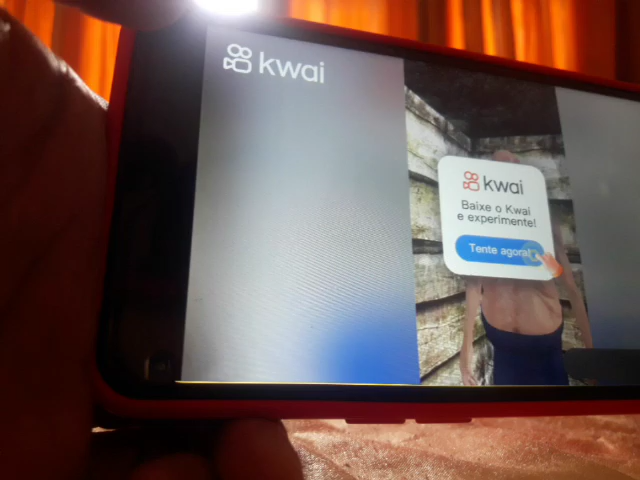 kwai
kwai
Baixe o Kwai
e experimente!
Tente agora!